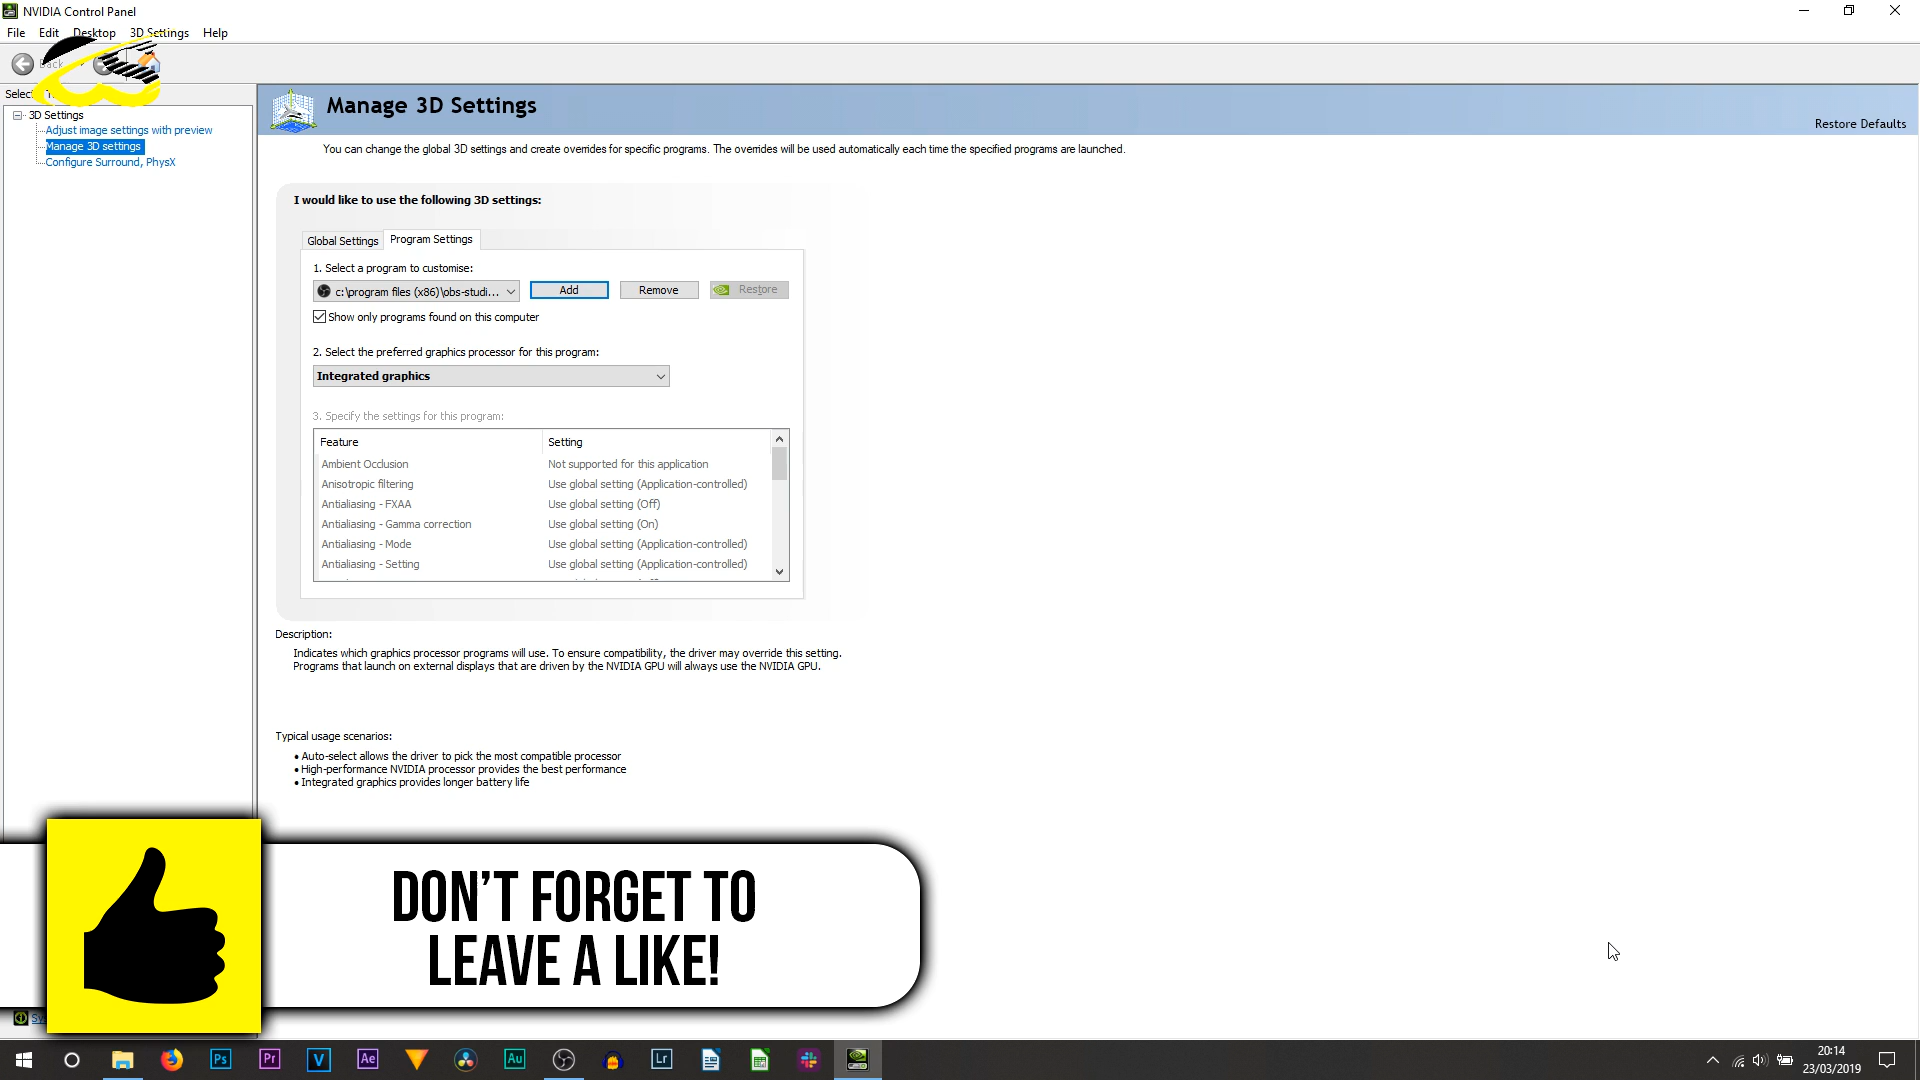 NVIDIA Control Panel
File Edit Desktop 3D Settings Help
Back
Selec
3D Settings
Adjust image settings with preview
Manage 3D settings
Configure Surround, PhysX
Manage 3D Settings
Restore Defaults
You can change the global 3D settings and create overrides for specific programs. The overrides will be used automatically each time the specified programs are launched.
I would like to use the following 3D settings:
Global Settings Program Settings
1. Select a program to customise:
c:\program files (x86)\obs-studi... Add Remove Restore
Show only programs found on this computer
2. Select the preferred graphics processor for this program:
Integrated graphics
3. Specify the settings for this program:
Feature Setting
Ambient Occlusion Not supported for this application
Anisotropic filtering Use global setting (Application-controlled)
Antialiasing - FXAA Use global setting (Off)
Antialiasing - Gamma correction Use global setting (On)
Antialiasing - Mode Use global setting (Application-controlled)
Antialiasing - Setting Use global setting (Application-controlled)
Description:
Indicates which graphics processor programs will use. To ensure compatibility, the driver may override this setting.
Programs that launch on external displays that are driven by the NVIDIA GPU will always use the NVIDIA GPU.
Typical usage scenarios:
• Auto-select allows the driver to pick the most compatible processor
• High-performance NVIDIA processor provides the best performance
• Integrated graphics provides longer battery life
DON'T FORGET TO
LEAVE A LIKE!
Sy
Ps Pr V Ae Au Lr
20:14
23/03/2019